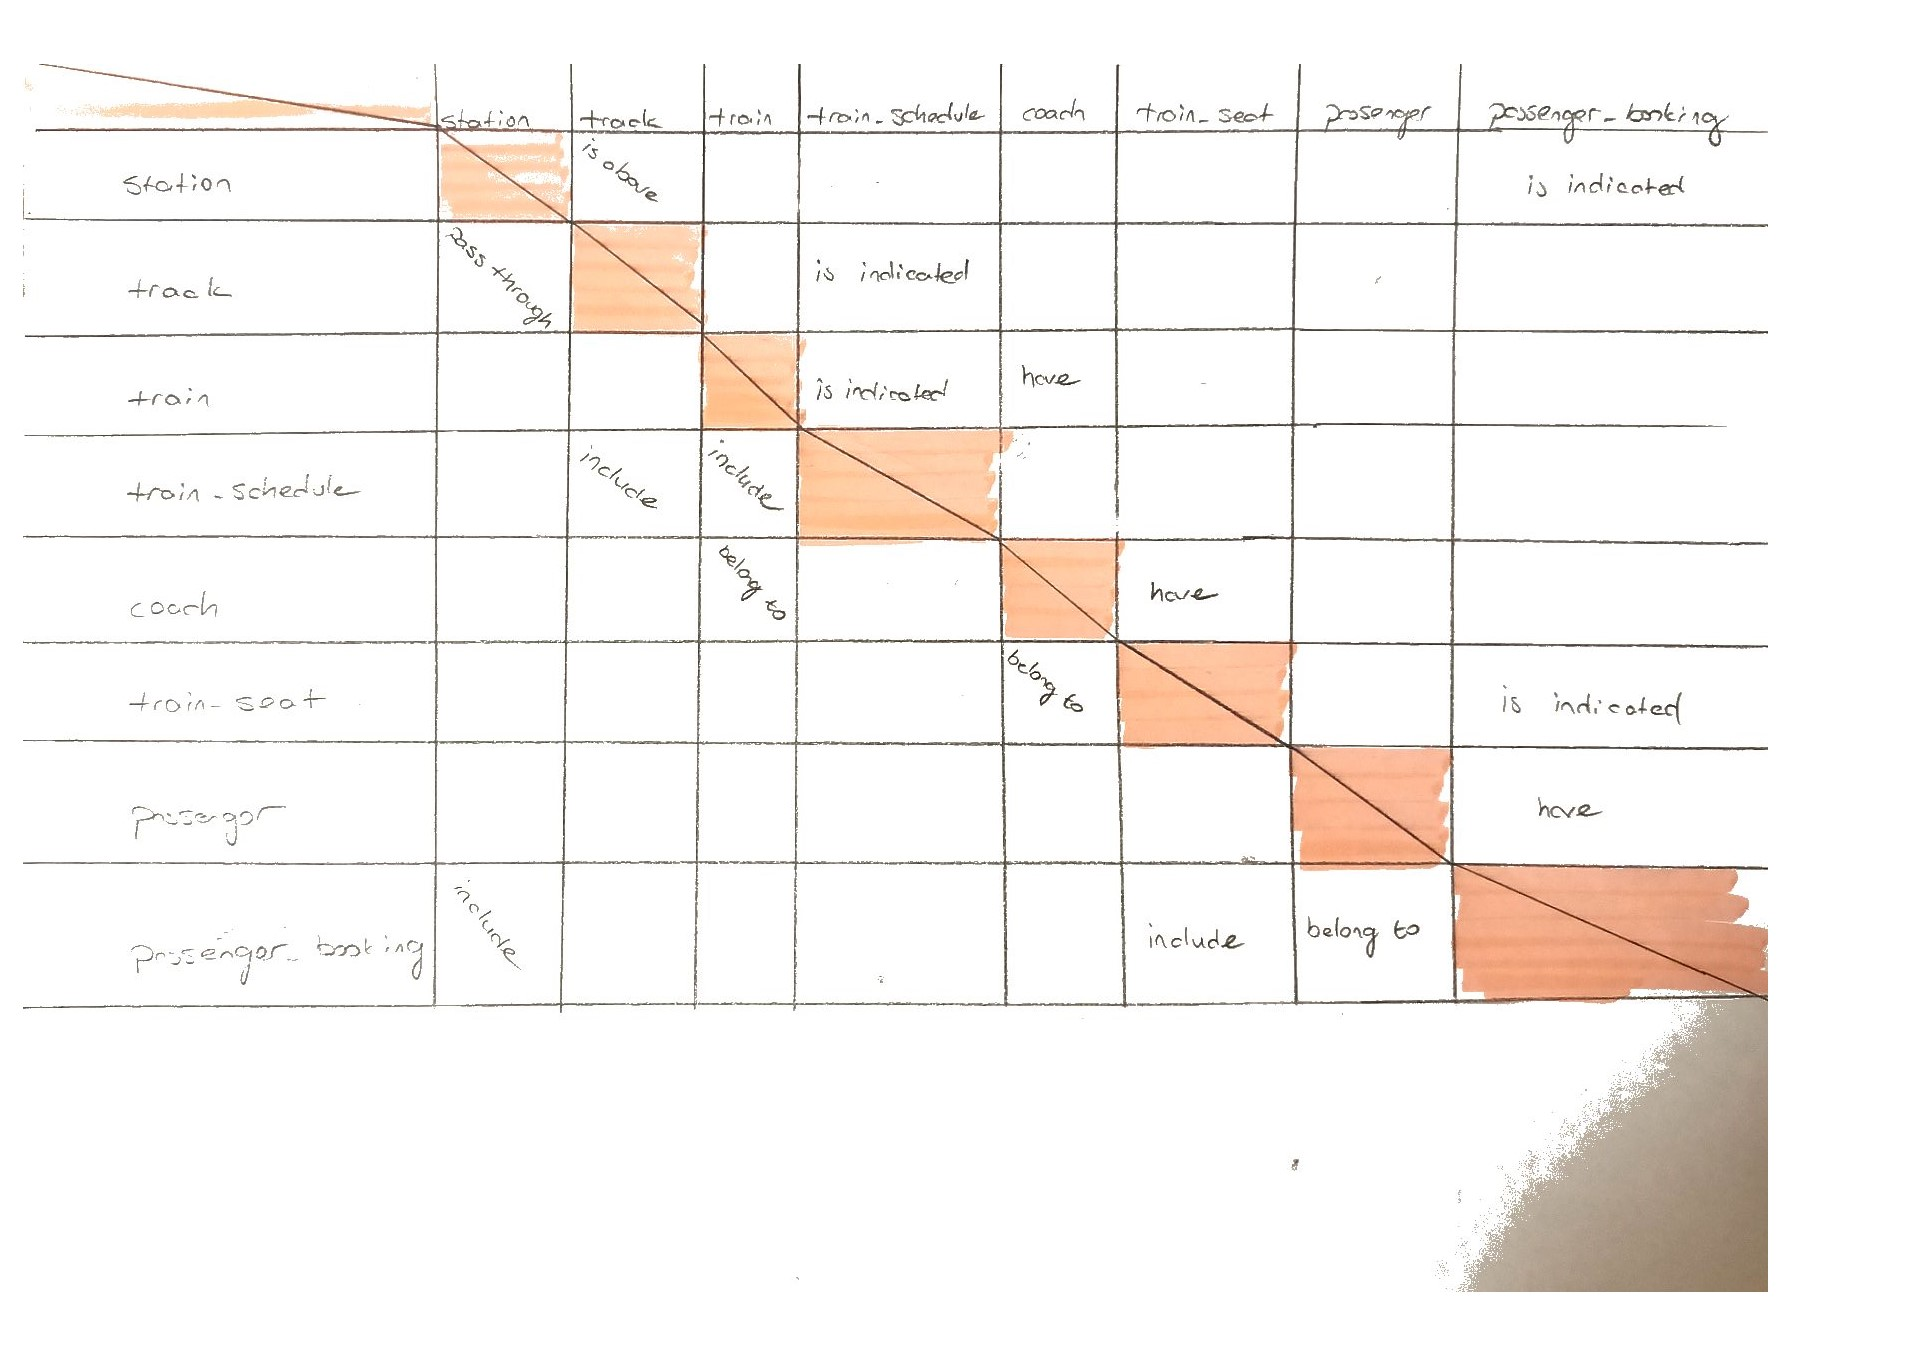 station track train train_schedule coach train_seat passenger passenger_booking
station is above is indicated
track pass through is indicated
train is indicated have
train_schedule include include
coach belong to have
train_seat belong to is indicated
passenger have
passenger_booking include include belong to